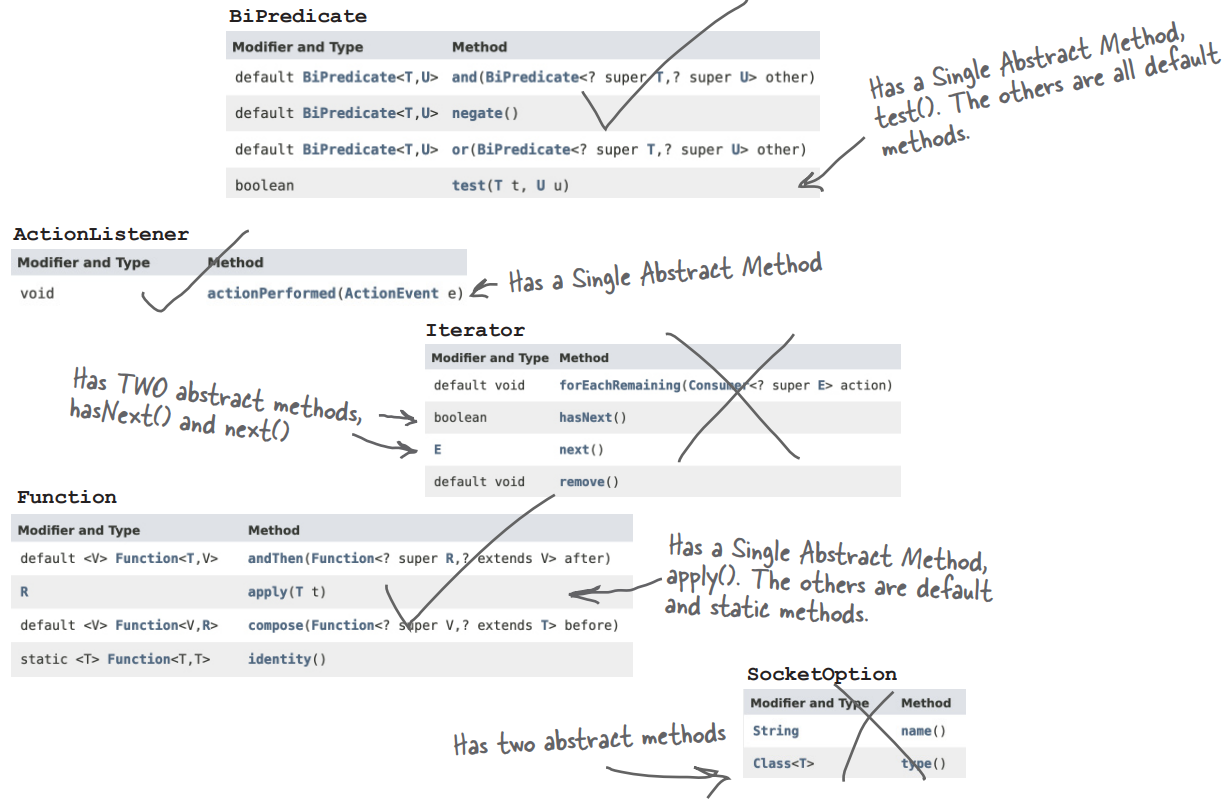 BiPredicate
Modifier and Type Method
default BiPredicate<T,U> and(BiPredicate<? super T,? super U> other)
default BiPredicate<T,U> negate()
default BiPredicate<T,U> or(BiPredicate<? super T,? super U> other)
boolean test(T t, U u)
Has a Single Abstract Method,
test(). The others are all default
methods.
ActionListener
Modifier and Type Method
void actionPerformed(ActionEvent e)
Has a Single Abstract Method
Iterator
Modifier and Type Method
default void forEachRemaining(Consumer<? super E> action)
boolean hasNext()
E next()
default void remove()
Has TWO abstract methods,
hasNext() and next()
Function
Modifier and Type Method
default <V> Function<T,V> andThen(Function<? super R,? extends V> after)
R apply(T t)
default <V> Function<V,R> compose(Function<? super V,? extends T> before)
static <T> Function<T,T> identity()
Has a Single Abstract Method,
apply(). The others are default
and static methods.
SocketOption
Modifier and Type Method
String name()
Class<T> type()
Has two abstract methods